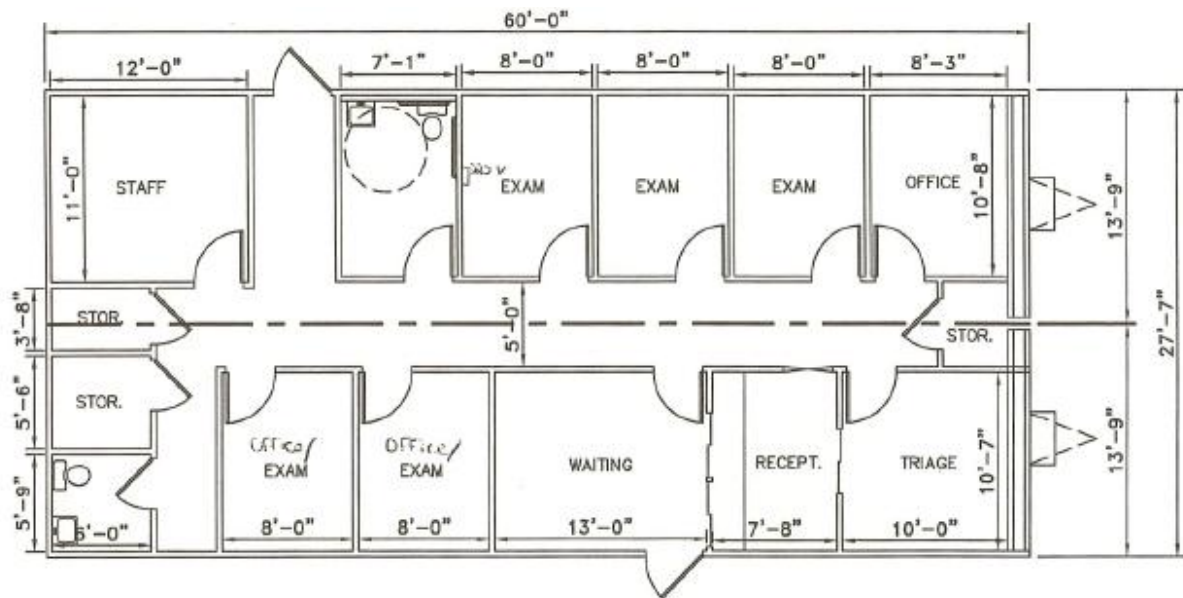 60'-0"
12'-0"
7'-1"
8'-0"
8'-0"
8'-0"
8'-3"
STAFF
11'-0"
EXAM
EXAM
EXAM
OFFICE
10'-8"
13'-9"
27'-7"
3'-8"
STOR.
5'-0"
STOR.
5'-6"
STOR.
OFFice/
EXAM
OFFice/
EXAM
WAITING
RECEPT.
10'-7"
TRIAGE
13'-9"
5'-9"
6'-0"
8'-0"
8'-0"
13'-0"
7'-8"
10'-0"